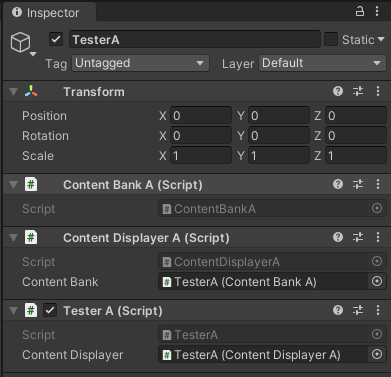 Inspector
TesterA
Static
Tag Untagged Layer Default
Transform
Position X 0 Y 0 Z 0
Rotation X 0 Y 0 Z 0
Scale X 1 Y 1 Z 1
# Content Bank A (Script)
Script # ContentBankA
# Content Displayer A (Script)
Script # ContentDisplayerA
Content Bank # TesterA (Content Bank A)
# Tester A (Script)
Script # TesterA
Content Displayer # TesterA (Content Displayer A)